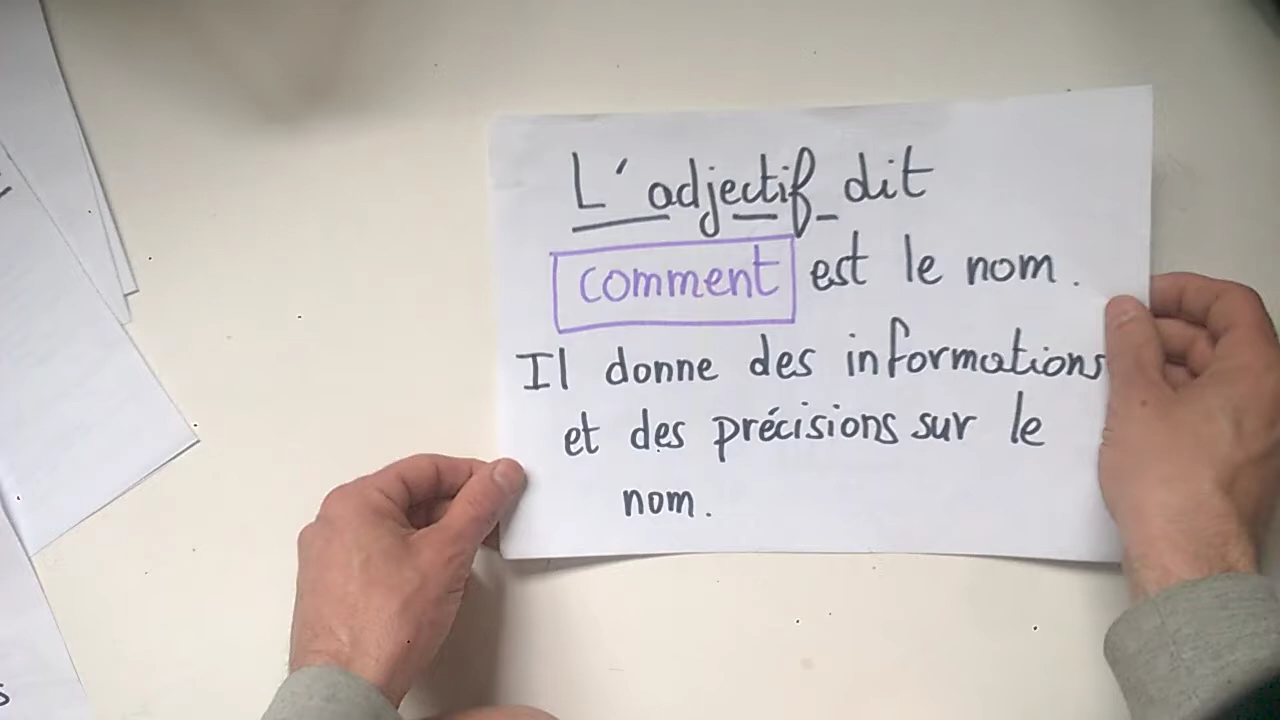 L'adjectif dit
comment est le nom.
Il donne des informations
et des précisions sur le
nom.